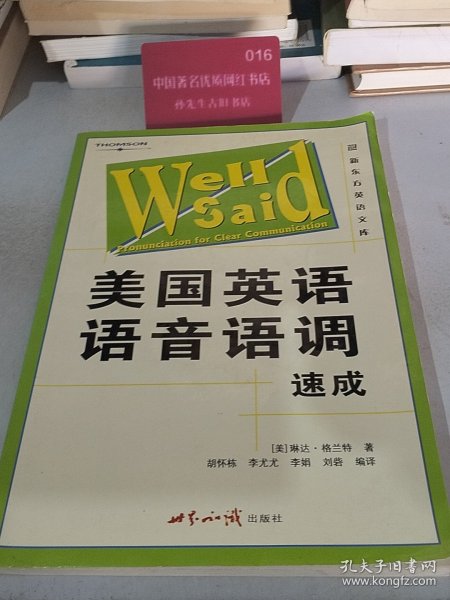 016
中国著名优质网红书店
孙先生古旧书店
THOMSON
Well
Said
Pronunciation for Clear Communication
新东方英语文库
美国英语
语音语调
速成
[美]琳达·格兰特 著
胡怀栋 李尤尤 李娟 刘砦 编译
世界知识出版社
孔夫子旧书网
www.kongfz.com